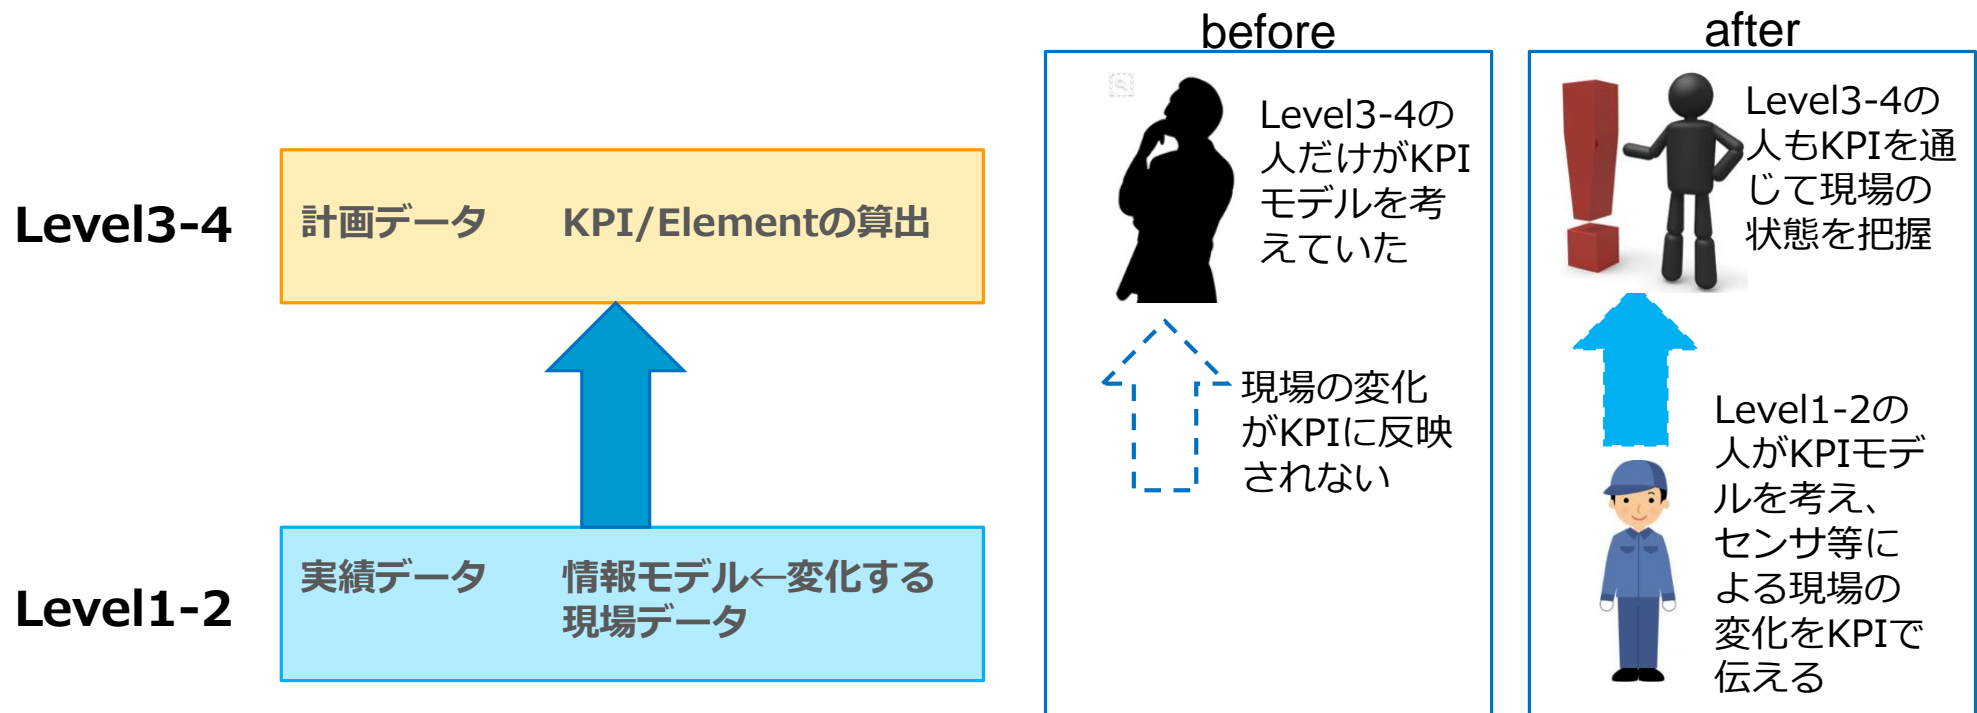 Level3-4
計画データ　KPI/Elementの算出
Level1-2
実績データ　情報モデル←変化する
現場データ
before
Level3-4の
人だけがKPI
モデルを考
えていた
現場の変化
がKPIに反映
されない
after
Level3-4の
人もKPIを通
じて現場の
状態を把握
Level1-2の
人がKPIモデ
ルを考え、
センサ等に
よる現場の
変化をKPIで
伝える